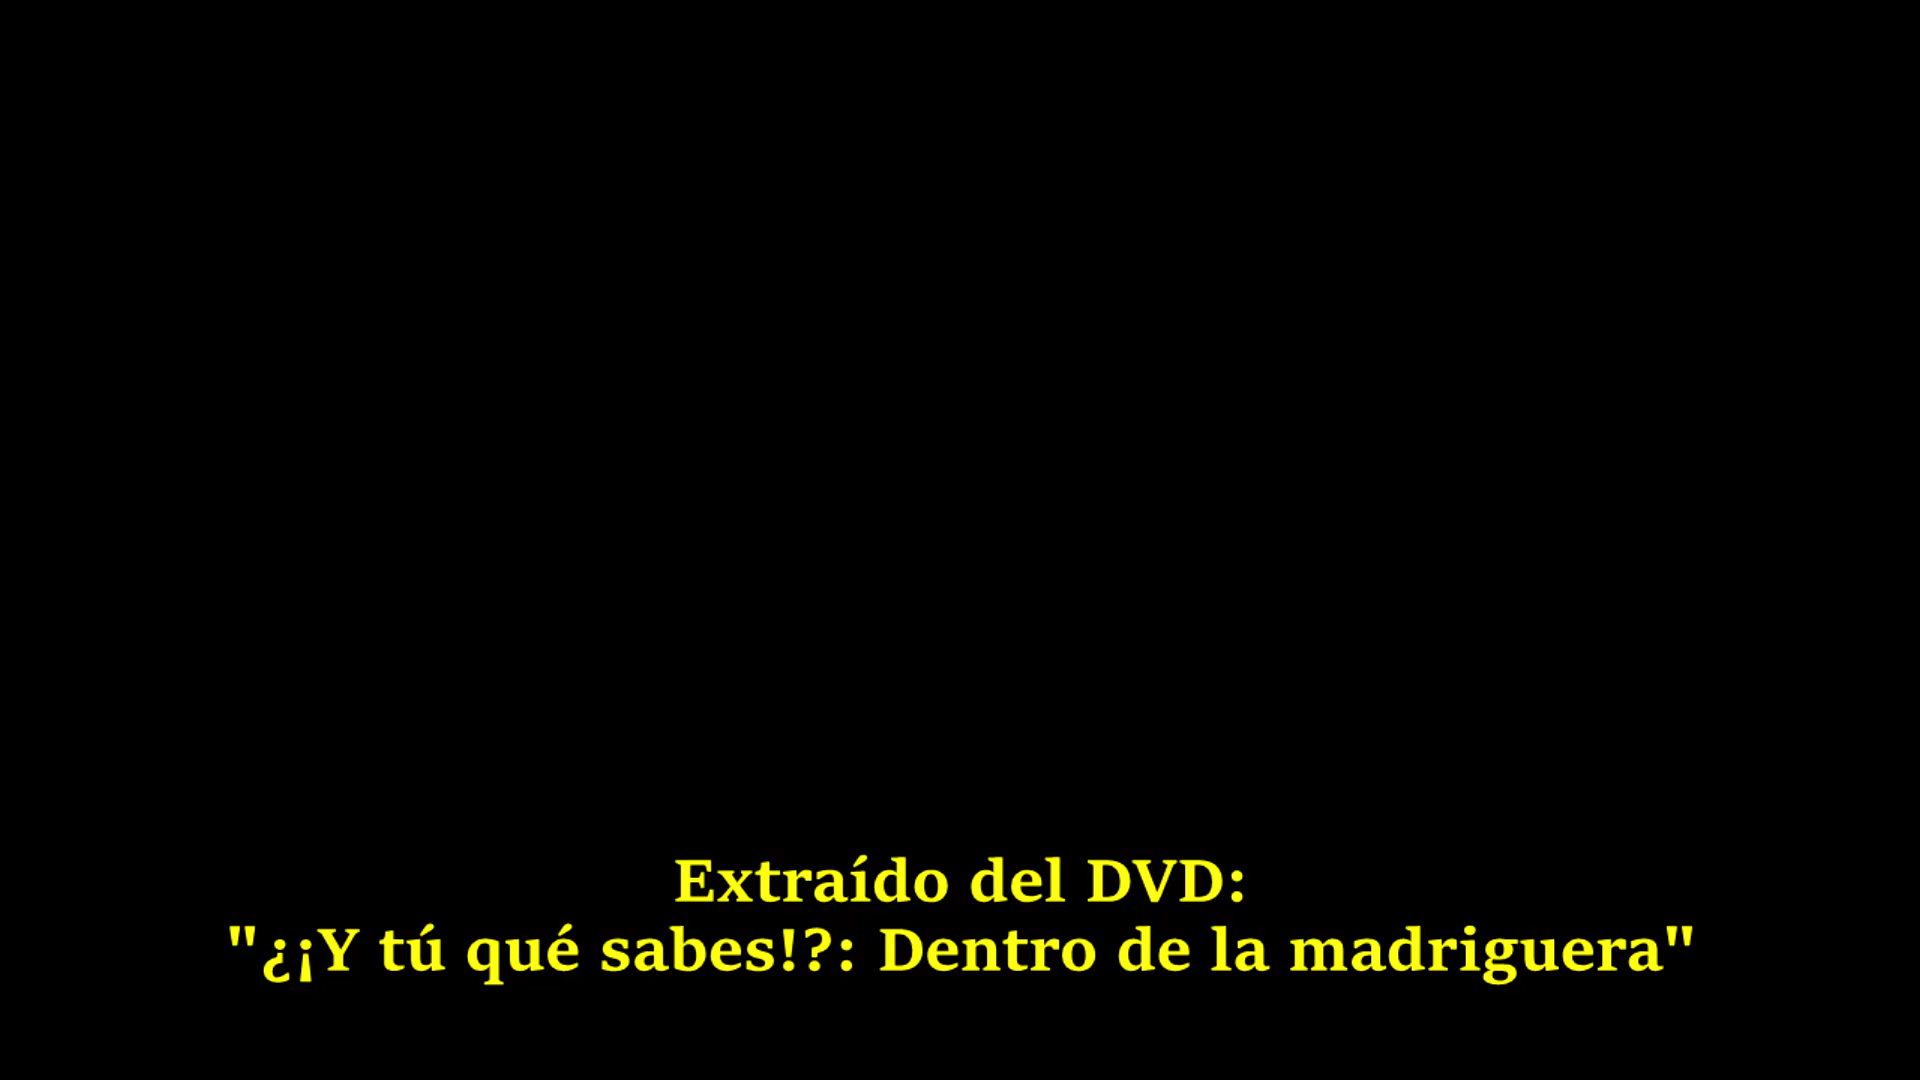 Extraído del DVD:
"¿¡Y tú qué sabes!?: Dentro de la madriguera"